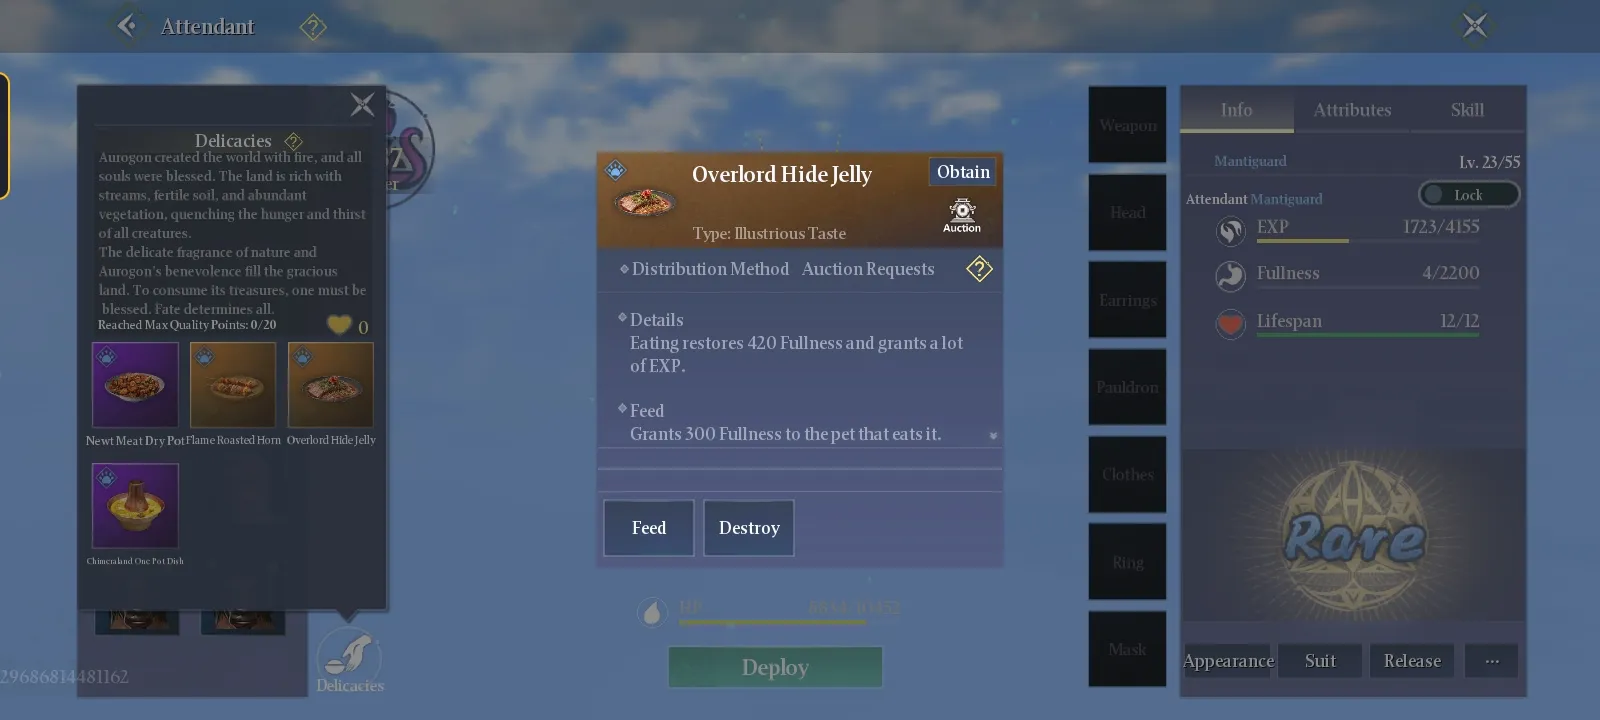 Attendant
?
Delicacies ?
Aurogon created the world with fire, and all
souls were blessed. The land is rich with
streams, fertile soil, and abundant
vegetation, quenching the hunger and thirst
of all creatures.
The delicate fragrance of nature and
Aurogon's benevolence fill the gracious
land. To consume its treasures, one must be
blessed. Fate determines all.
Reached Max Quality Points: 0/20
0
Newt Meat Dry Pot
Flame Roasted Horn
Overlord Hide Jelly
Chimeraland One Pot Dish
Delicacies
29686814481162
Overlord Hide Jelly
Obtain
Auction
Type: Illustrious Taste
Distribution Method Auction Requests
?
Details
Eating restores 420 Fullness and grants a lot
of EXP.
Feed
Grants 300 Fullness to the pet that eats it.
Feed
Destroy
HP
Deploy
Weapon
Head
Earrings
Pauldron
Clothes
Ring
Mask
Info
Attributes
Skill
Mantiguard
Lv. 23/55
Attendant Mantiguard
Lock
EXP 1723/4155
Fullness 4/2200
Lifespan 12/12
Rare
Appearance
Suit
Release
...